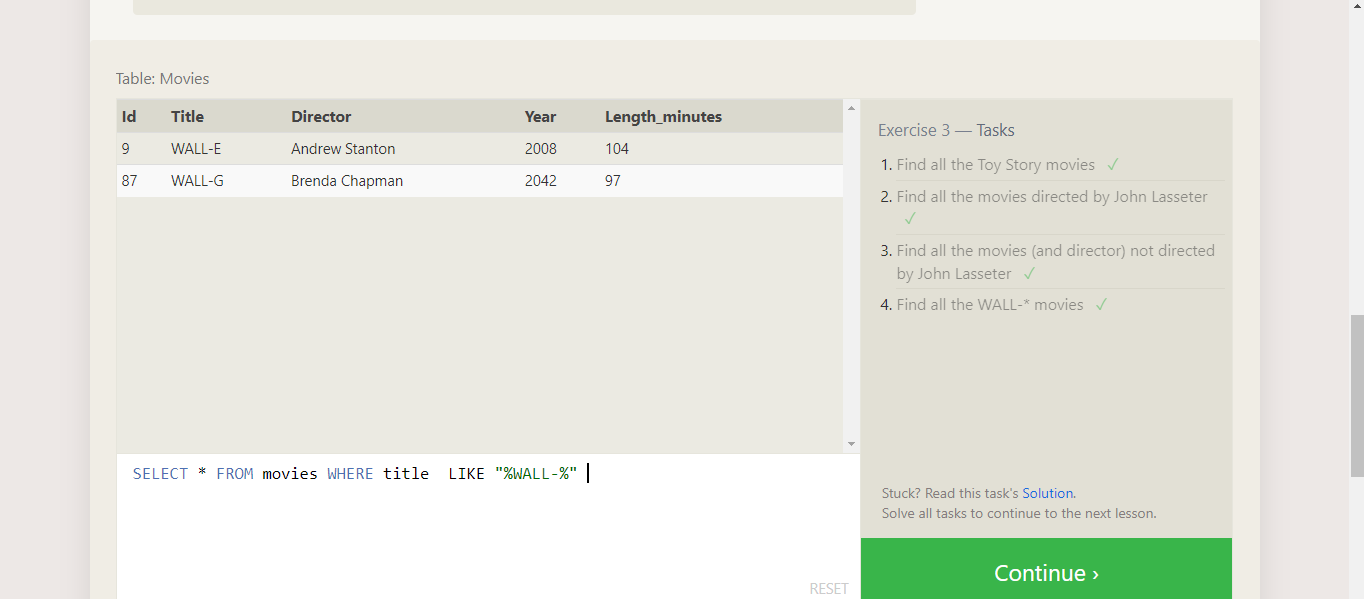 Table: Movies
Id Title Director Year Length_minutes
9 WALL-E Andrew Stanton 2008 104
87 WALL-G Brenda Chapman 2042 97
SELECT * FROM movies WHERE title  LIKE "%WALL-%"
RESET
Exercise 3 — Tasks
1. Find all the Toy Story movies ✓
2. Find all the movies directed by John Lasseter
✓
3. Find all the movies (and director) not directed
by John Lasseter ✓
4. Find all the WALL-* movies ✓
Stuck? Read this task's Solution.
Solve all tasks to continue to the next lesson.
Continue ›